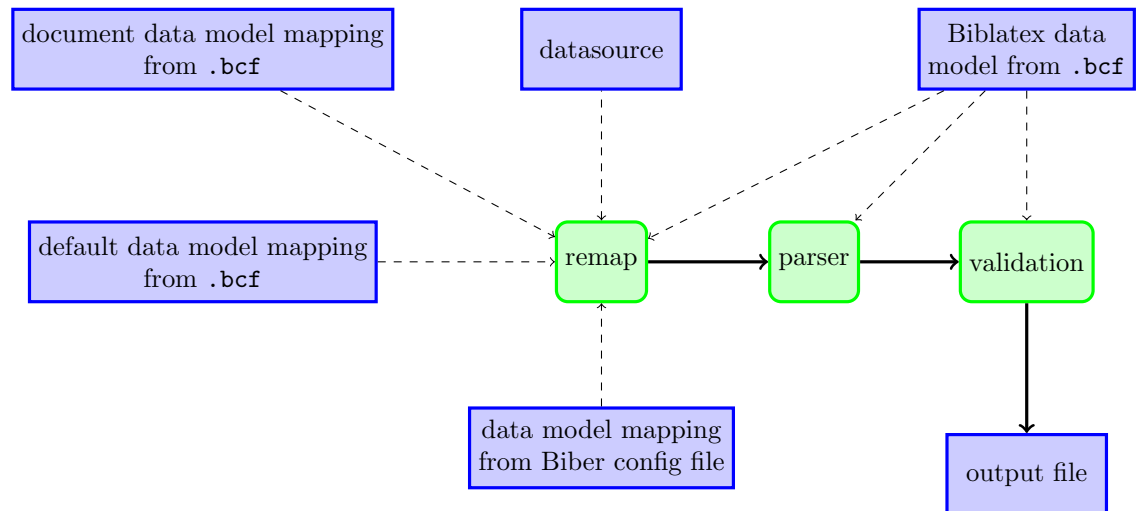 document data model mapping
from .bcf
datasource
Biblatex data
model from .bcf
default data model mapping
from .bcf
remap
parser
validation
data model mapping
from Biber config file
output file